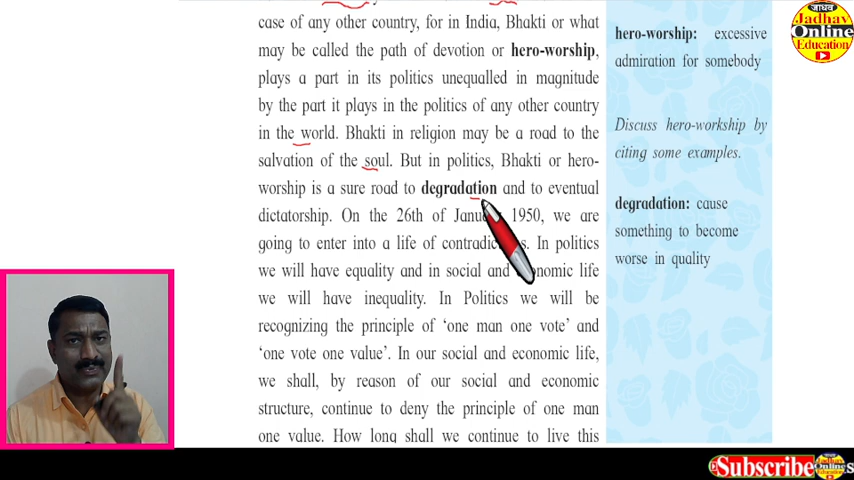 case of any other country, for in India, Bhakti or what
may be called the path of devotion or hero-worship,
plays a part in its politics unequalled in magnitude
by the part it plays in the politics of any other country
in the world. Bhakti in religion may be a road to the
salvation of the soul. But in politics, Bhakti or hero-
worship is a sure road to degradation and to eventual
dictatorship. On the 26th of 1950, we are
going to enter into a life of In politics
we will have equality and in social and life
we will have inequality. In Politics we will be
recognizing the principle of ‘one man one vote’ and
‘one vote one value’. In our social and economic life,
we shall, by reason of our social and economic
structure, continue to deny the principle of one man
one value. How long shall we continue to live this
hero-worship: excessive
admiration for somebody
Discuss hero-workship by
citing some examples.
degradation: cause
something to become
worse in quality
जाधव
Jadhav
Online
Education
Subscribe
Jadhav
Online